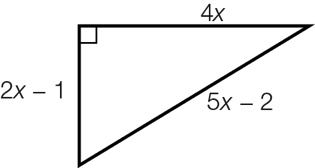 4x
2x – 1
5x – 2